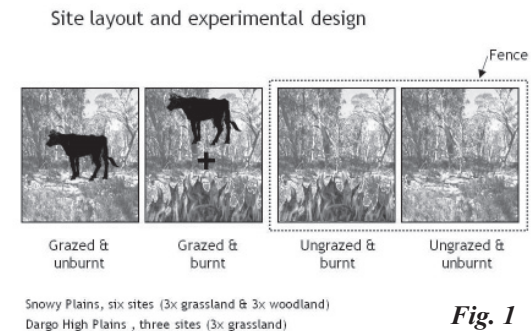 Site layout and experimental design
Fence
Grazed &
unburnt
Grazed &
burnt
Ungrazed &
burnt
Ungrazed &
unburnt
Snowy Plains, six sites (3x grassland & 3x woodland)
Dargo High Plains , three sites (3x grassland)
Fig. 1